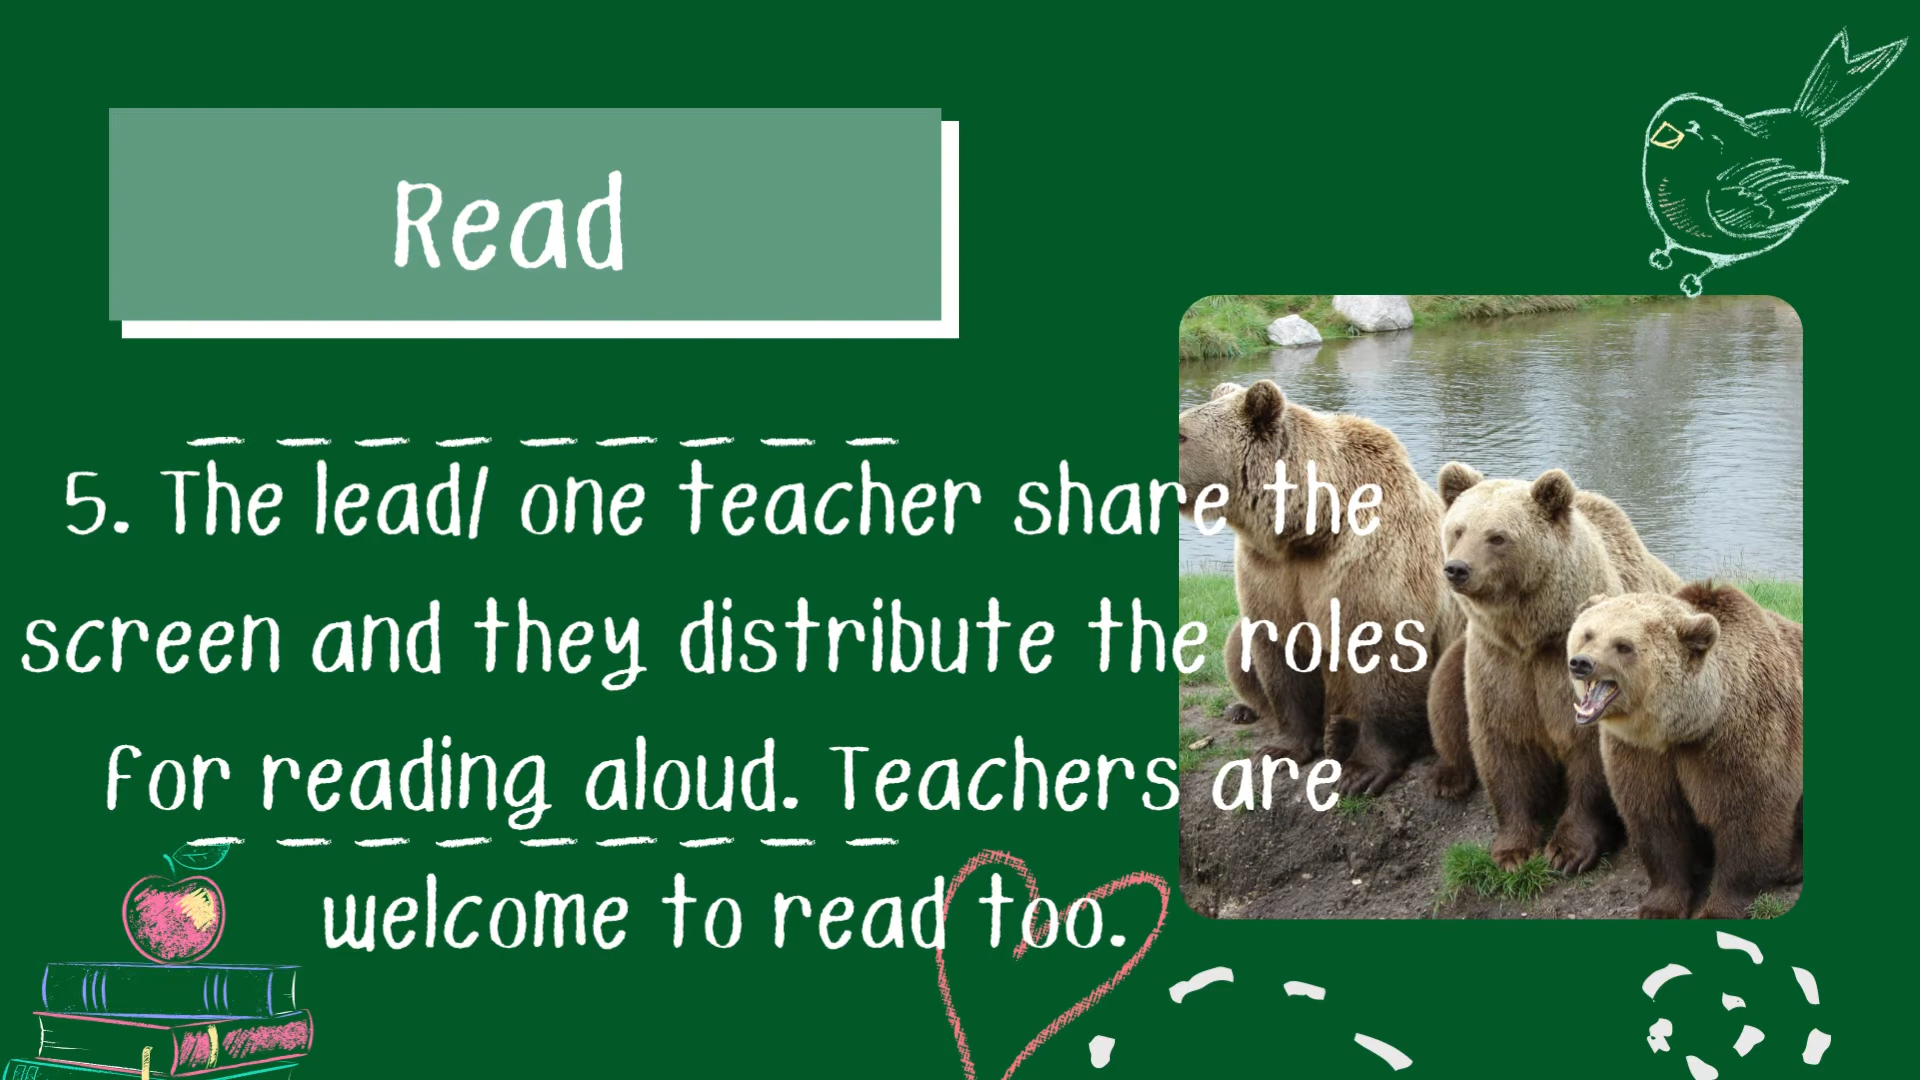 Read
5. The lead/ one teacher share the
screen and they distribute the roles
for reading aloud. Teachers are
welcome to read too.